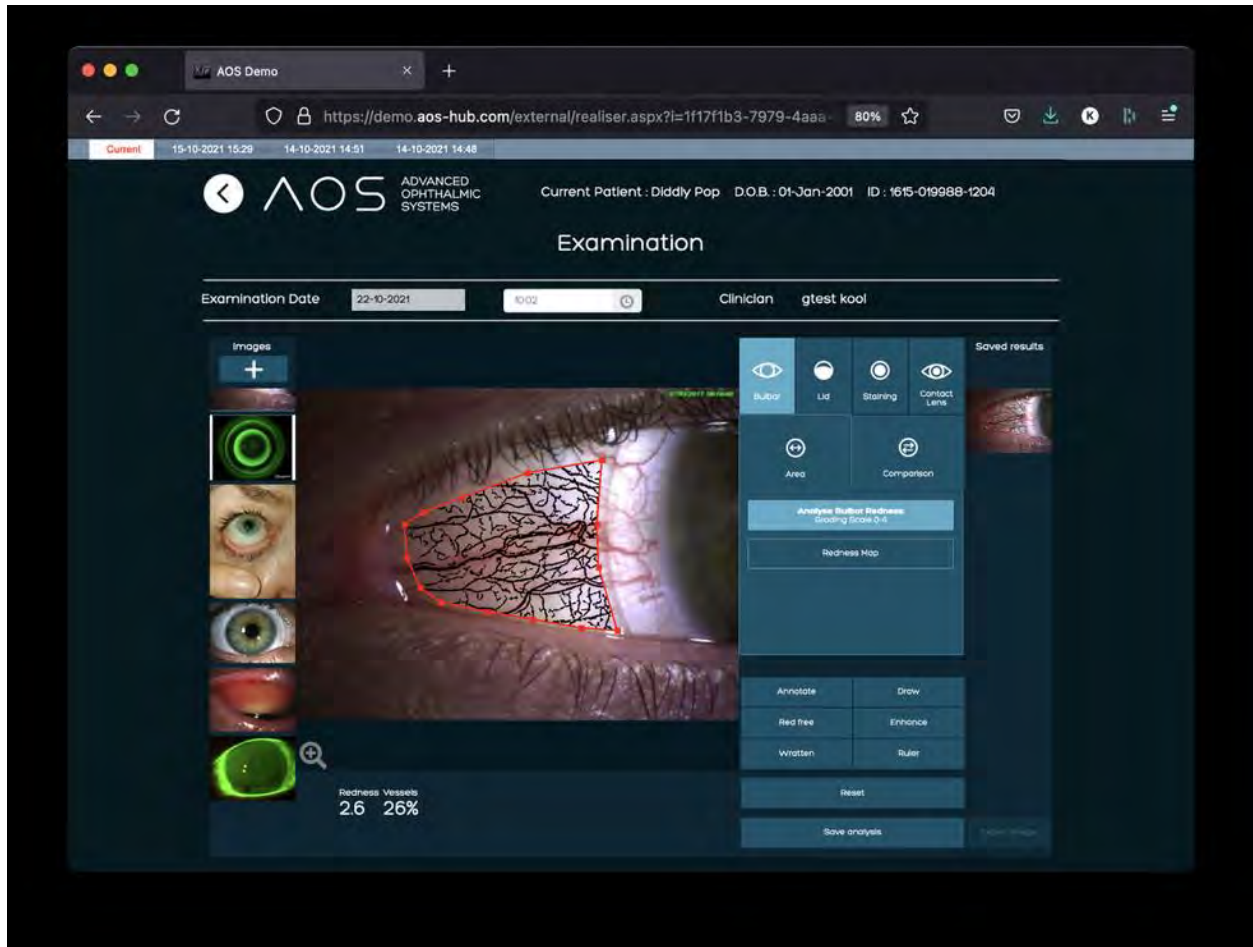 AOS Demo
https://demo.aos-hub.com/external/realiser.aspx?i=1f17f1b3-7979-4aaa- 80%
Current 15-10-2021 15:29 14-10-2021 14:51 14-10-2021 14:48
AOS
ADVANCED
OPHTHALMIC
SYSTEMS
Current Patient : Diddly Pop D.O.B. : 01-Jan-2001 ID : 1615-019988-1204
Examination
Examination Date 22-10-2021 10:02 Clinician gtest kool
Images
Bulbar Lid Staining Contact
Lens
Saved results
Area Comparison
Analyse Bulbar Redness
Grading Scale 0-4
Redness Map
Annotate Draw
Red free Enhance
Wratten Ruler
Redness Vessels
2.6 26%
Reset
Save analysis